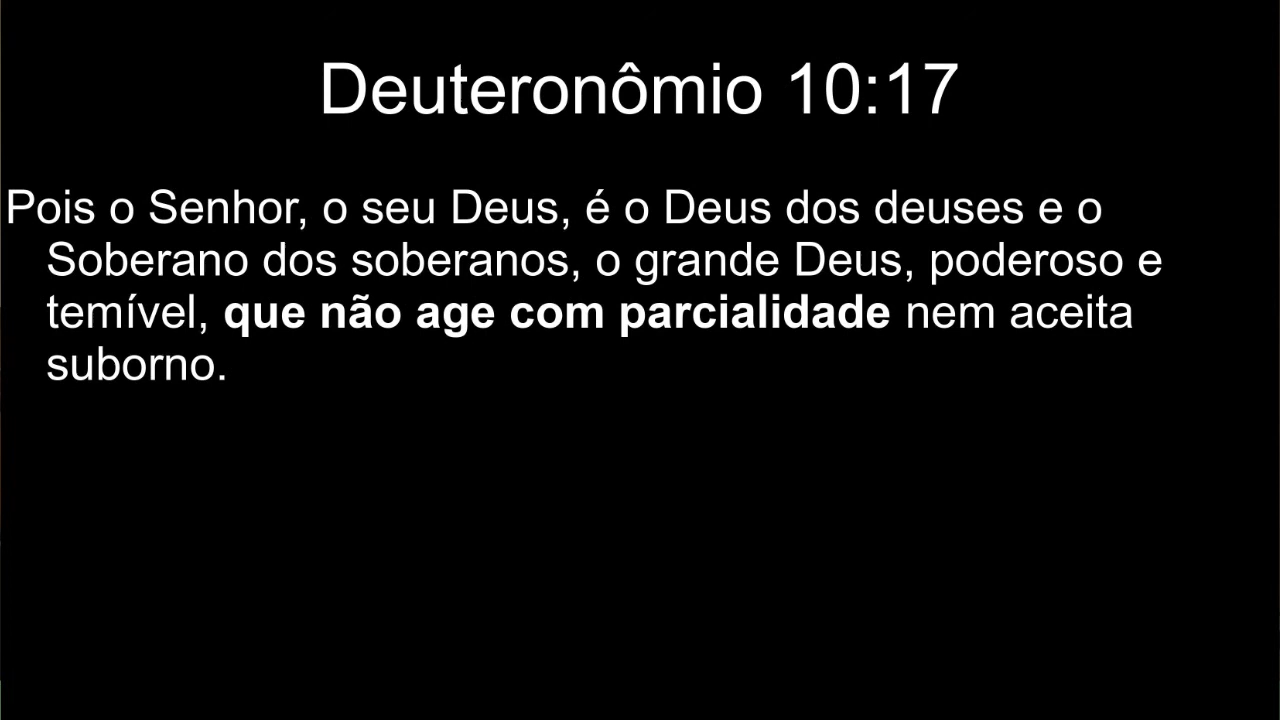 Deuteronômio 10:17
Pois o Senhor, o seu Deus, é o Deus dos deuses e o
Soberano dos soberanos, o grande Deus, poderoso e
temível, que não age com parcialidade nem aceita
suborno.